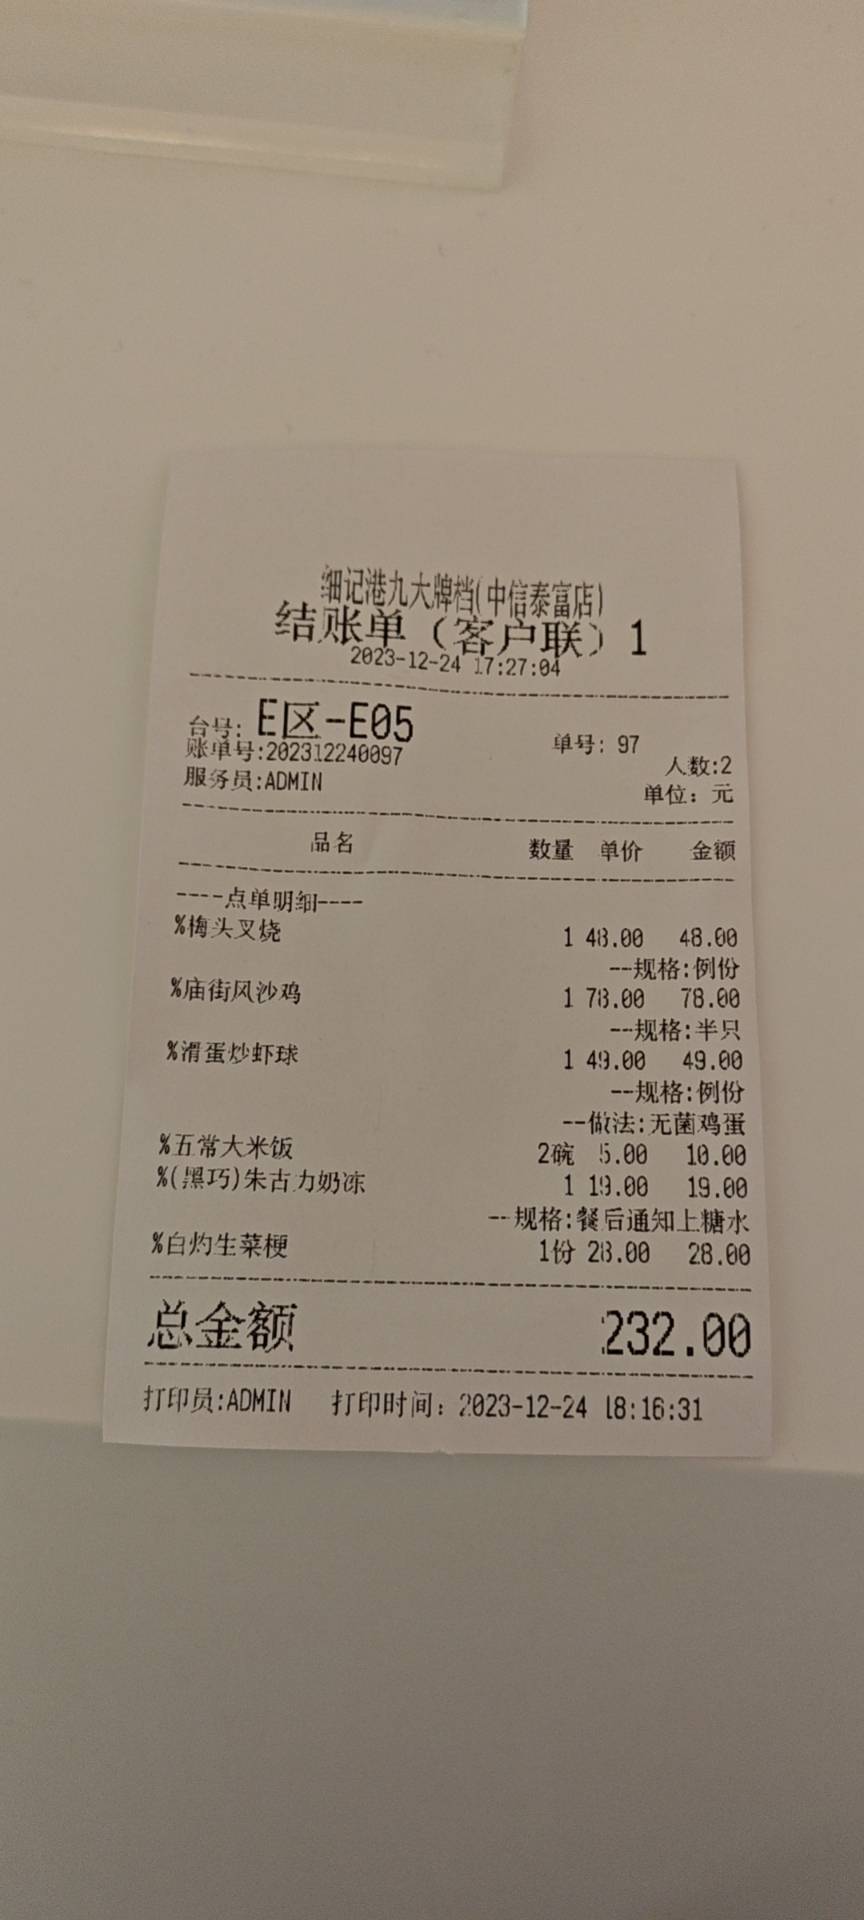 细记港九大牌档(中信泰富店)
结账单（客户联）1
2023-12-24 17:27:04
台号: E区-E05 单号: 97
账单号:202312240097 人数:2
服务员:ADMIN 单位: 元
品名 数量 单价 金额
----点单明细----
%梅头叉烧 1 48.00 48.00
--规格:例份
%庙街风沙鸡 1 78.00 78.00
--规格:半只
%滑蛋炒虾球 1 49.00 49.00
--规格:例份
--做法:无菌鸡蛋
%五常大米饭 2碗 5.00 10.00
%(黑巧)朱古力奶冻 1 19.00 19.00
--规格:餐后通知上糖水
%白灼生菜梗 1份 28.00 28.00
总金额 232.00
打印员:ADMIN 打印时间: 2023-12-24 18:16:31